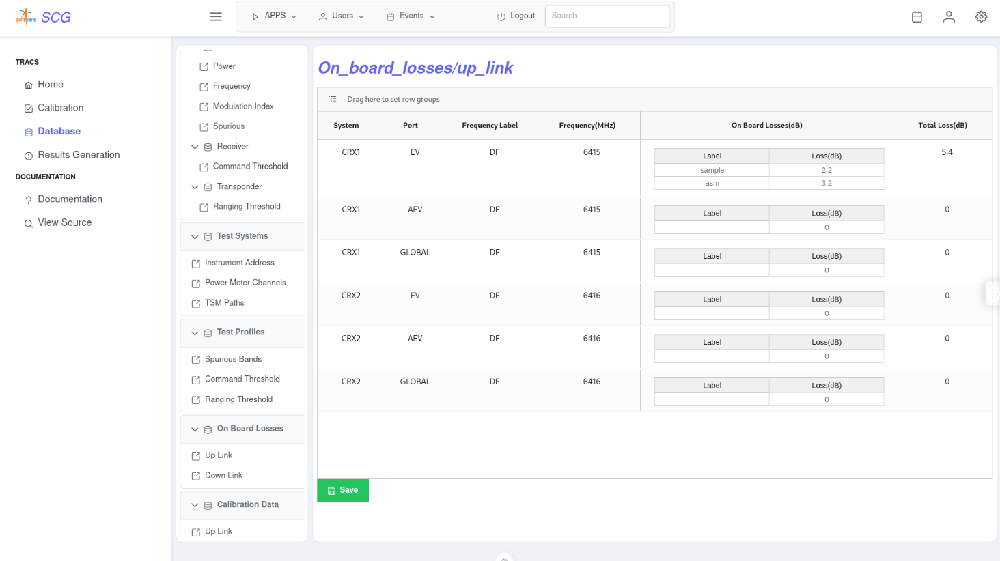 SCG
APPS
Users
Events
Logout
Search
TRACS
Home
Calibration
Database
Results Generation
DOCUMENTATION
Documentation
View Source
Power
Frequency
Modulation Index
Spurious
Receiver
Command Threshold
Transponder
Ranging Threshold
Test Systems
Instrument Address
Power Meter Channels
TSM Paths
Test Profiles
Spurious Bands
Command Threshold
Ranging Threshold
On Board Losses
Up Link
Down Link
Calibration Data
Up Link
On_board_losses/up_link
Drag here to set row groups
System Port Frequency Label Frequency(MHz) On Board Losses(dB) Total Loss(dB)
CRX1 EV DF 6415 5.4
Label Loss(dB)
sample 2.2
asm 3.2
CRX1 AEV DF 6415 0
Label Loss(dB)
0
CRX1 GLOBAL DF 6415 0
Label Loss(dB)
0
CRX2 EV DF 6416 0
Label Loss(dB)
0
CRX2 AEV DF 6416 0
Label Loss(dB)
0
CRX2 GLOBAL DF 6416 0
Label Loss(dB)
0
Save